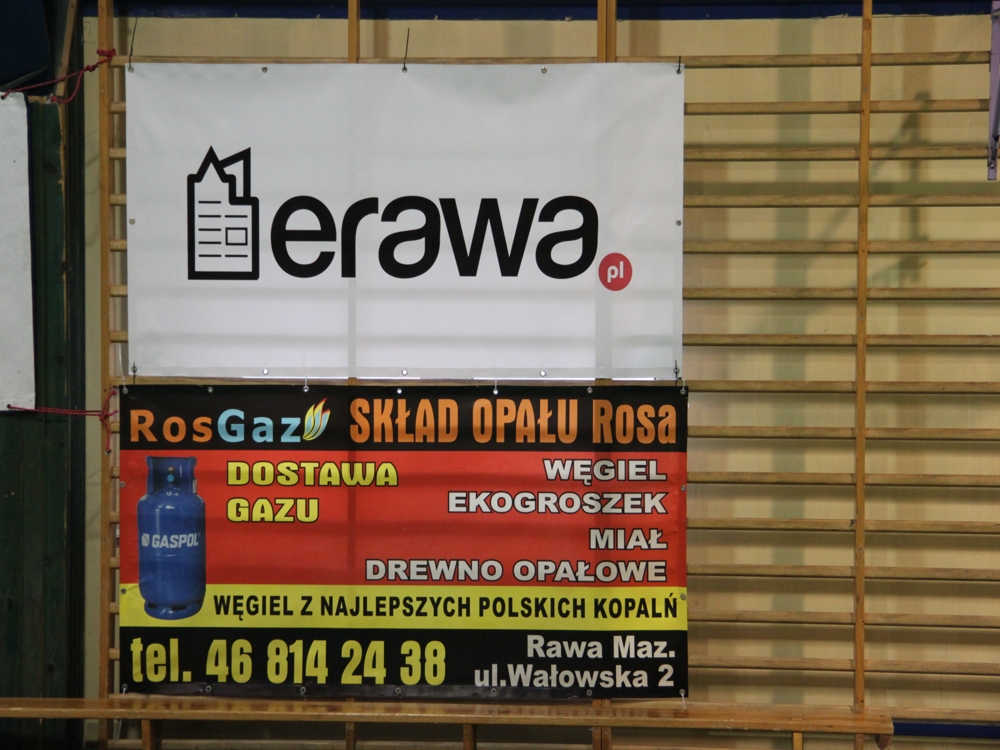 erawa.pl
RosGaz SKŁAD OPAŁU Rosa
DOSTAWA
GAZU
WĘGIEL
EKOGROSZEK
MIAŁ
DREWNO OPAŁOWE
GASPOL
WĘGIEL Z NAJLEPSZYCH POLSKICH KOPALŃ
tel. 46 814 24 38
Rawa Maz.
ul.Wałowska 2